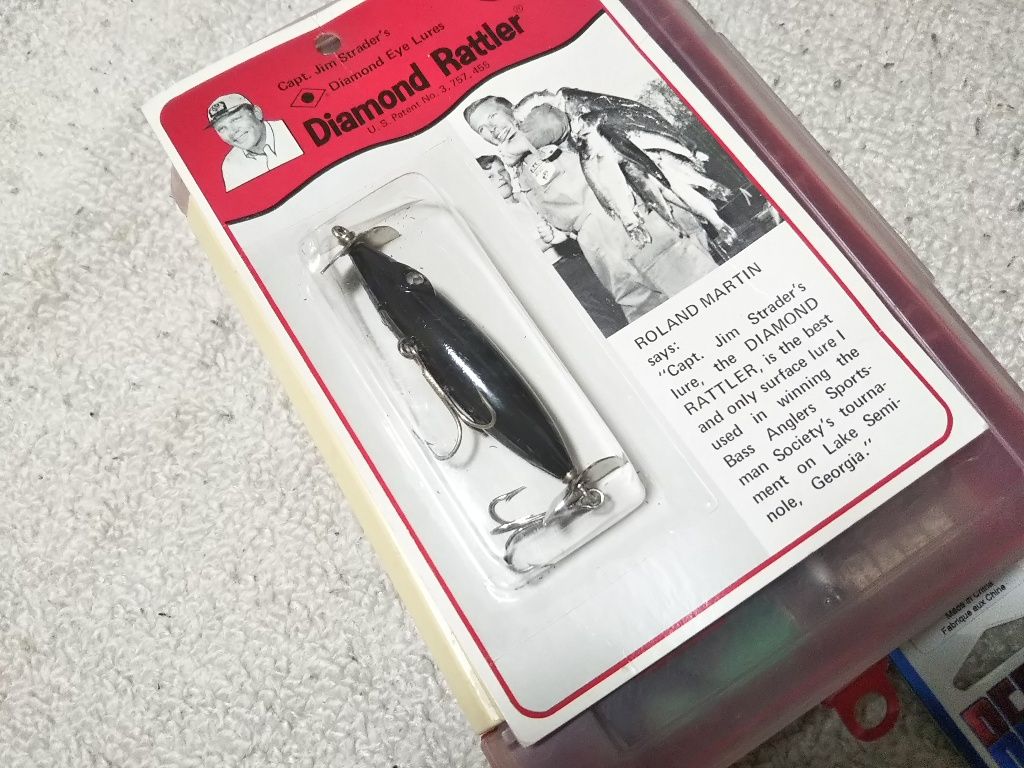 Capt. Jim Strader's
Diamond Eye Lures
Diamond Rattler®
U. S. Patent No. 3,757,455
ROLAND MARTIN
says:
"Capt. Jim Strader's
lure, the DIAMOND
RATTLER, is the best
and only surface lure I
used in winning the
Bass Anglers Sports-
man Society's tourna-
ment on Lake Semi-
nole, Georgia."
Made in China
Fabriqué aux Chine